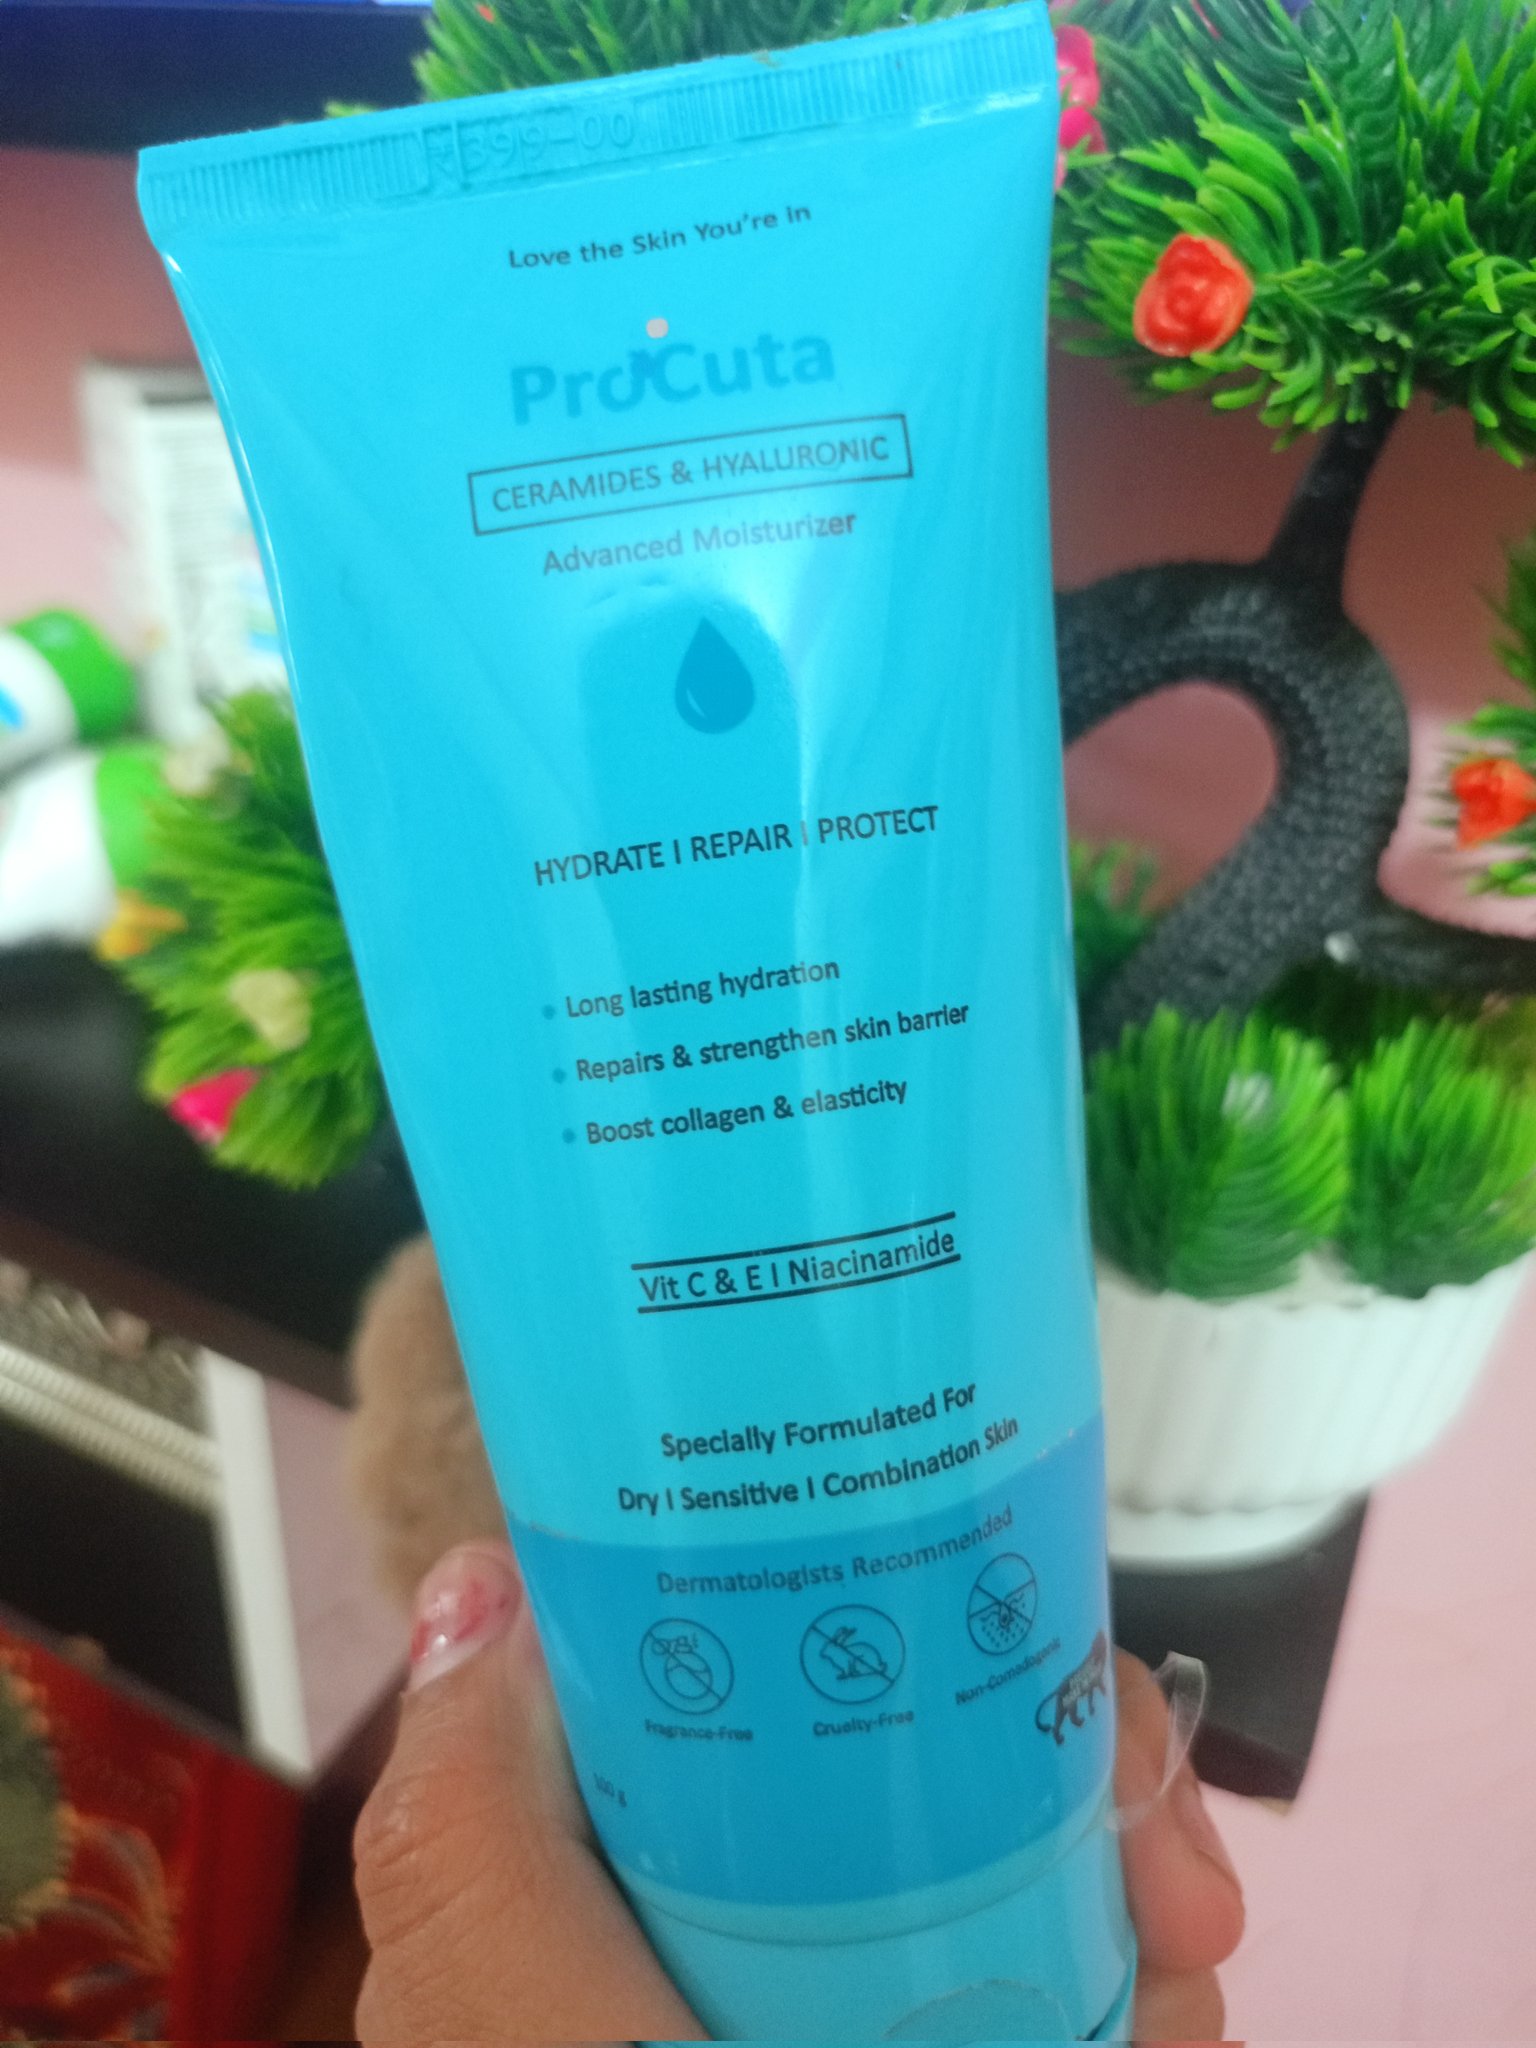 ₹399-00
Love the Skin You're in
ProCuta
CERAMIDES & HYALURONIC
Advanced Moisturizer
HYDRATE I REPAIR I PROTECT
• Long lasting hydration
• Repairs & strengthen skin barrier
• Boost collagen & elasticity
Vit C & E I Niacinamide
Specially Formulated For
Dry I Sensitive I Combination Skin
Dermatologists Recommended
Fragrance-Free
Cruelty-Free
Non-Comedogenic
100 g